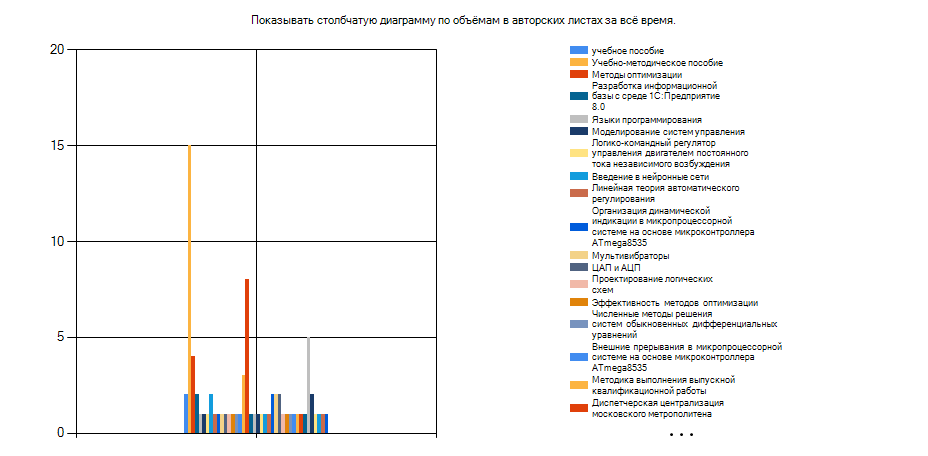 Показывать столбчатую диаграмму по объёмам в авторских листах за всё время.
20
15
10
5
0
учебное пособие
Учебно-методическое пособие
Методы оптимизации
Разработка информационной
базы с среде 1С:Предприятие
8.0
Языки программирования
Моделирование систем управления
Логико-командный регулятор
управления двигателем постоянного
тока независимого возбуждения
Введение в нейронные сети
Линейная теория автоматического
регулирования
Организация динамической
индикации в микропроцессорной
системе на основе микроконтроллера
ATmega8535
Мультивибраторы
ЦАП и АЦП
Проектирование логических
схем
Эффективность методов оптимизации
Численные методы решения
систем обыкновенных дифференциальных
уравнений
Внешние прерывания в микропроцессорной
системе на основе микроконтроллера
ATmega8535
Методика выполнения выпускной
квалификационной работы
Диспетчерская централизация
московского метрополитена
...